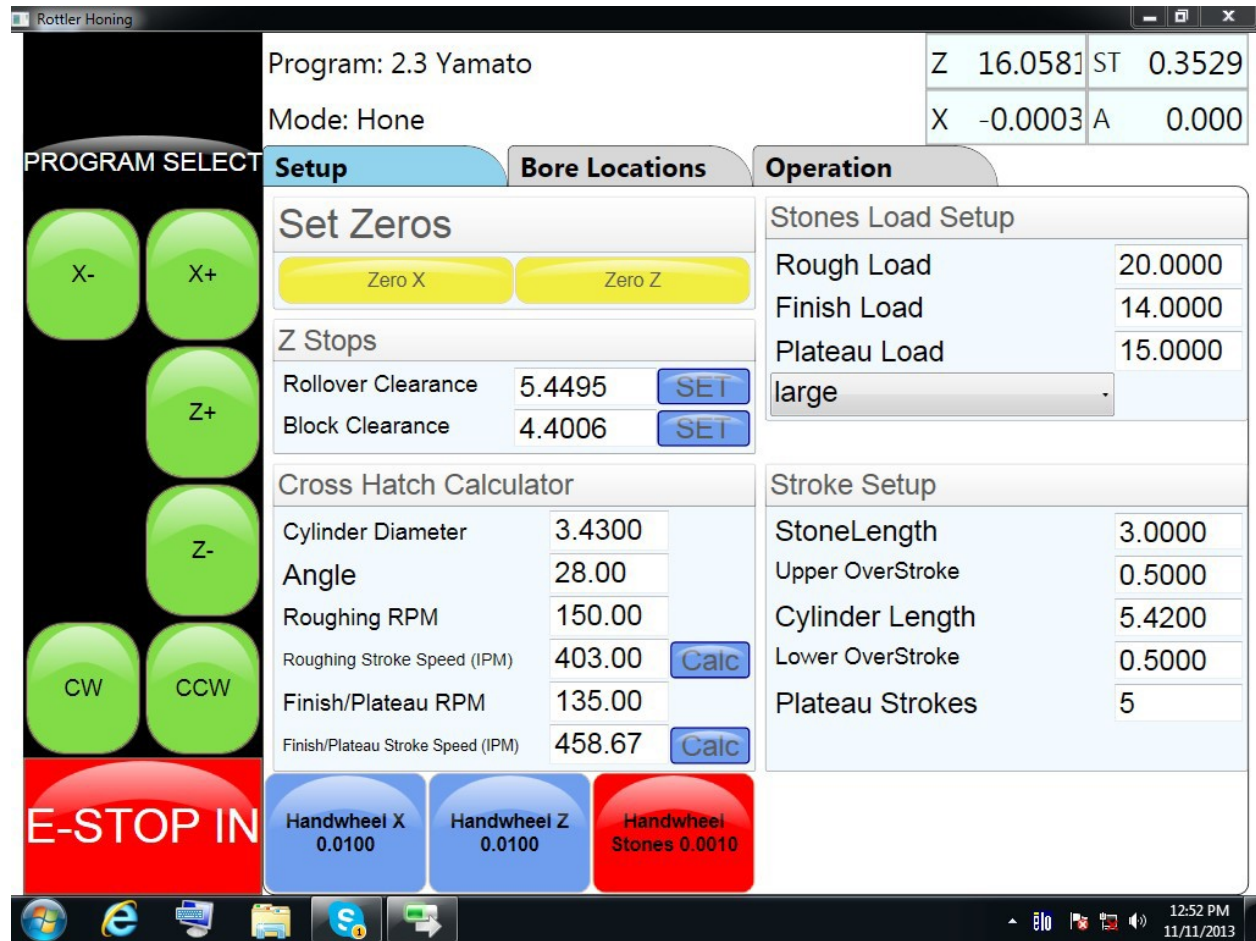 Rottler Honing
Program: 2.3 Yamato
Mode: Hone
Z 16.0581 ST 0.3529
X -0.0003 A 0.000
PROGRAM SELECT
X- X+
Z+
Z-
CW CCW
E-STOP IN
Setup Bore Locations Operation
Set Zeros
Zero X Zero Z
Z Stops
Rollover Clearance 5.4495 SET
Block Clearance 4.4006 SET
Cross Hatch Calculator
Cylinder Diameter 3.4300
Angle 28.00
Roughing RPM 150.00
Roughing Stroke Speed (IPM) 403.00 Calc
Finish/Plateau RPM 135.00
Finish/Plateau Stroke Speed (IPM) 458.67 Calc
Stones Load Setup
Rough Load 20.0000
Finish Load 14.0000
Plateau Load 15.0000
large
Stroke Setup
StoneLength 3.0000
Upper OverStroke 0.5000
Cylinder Length 5.4200
Lower OverStroke 0.5000
Plateau Strokes 5
Handwheel X
0.0100
Handwheel Z
0.0100
Handwheel
Stones 0.0010
12:52 PM
11/11/2013